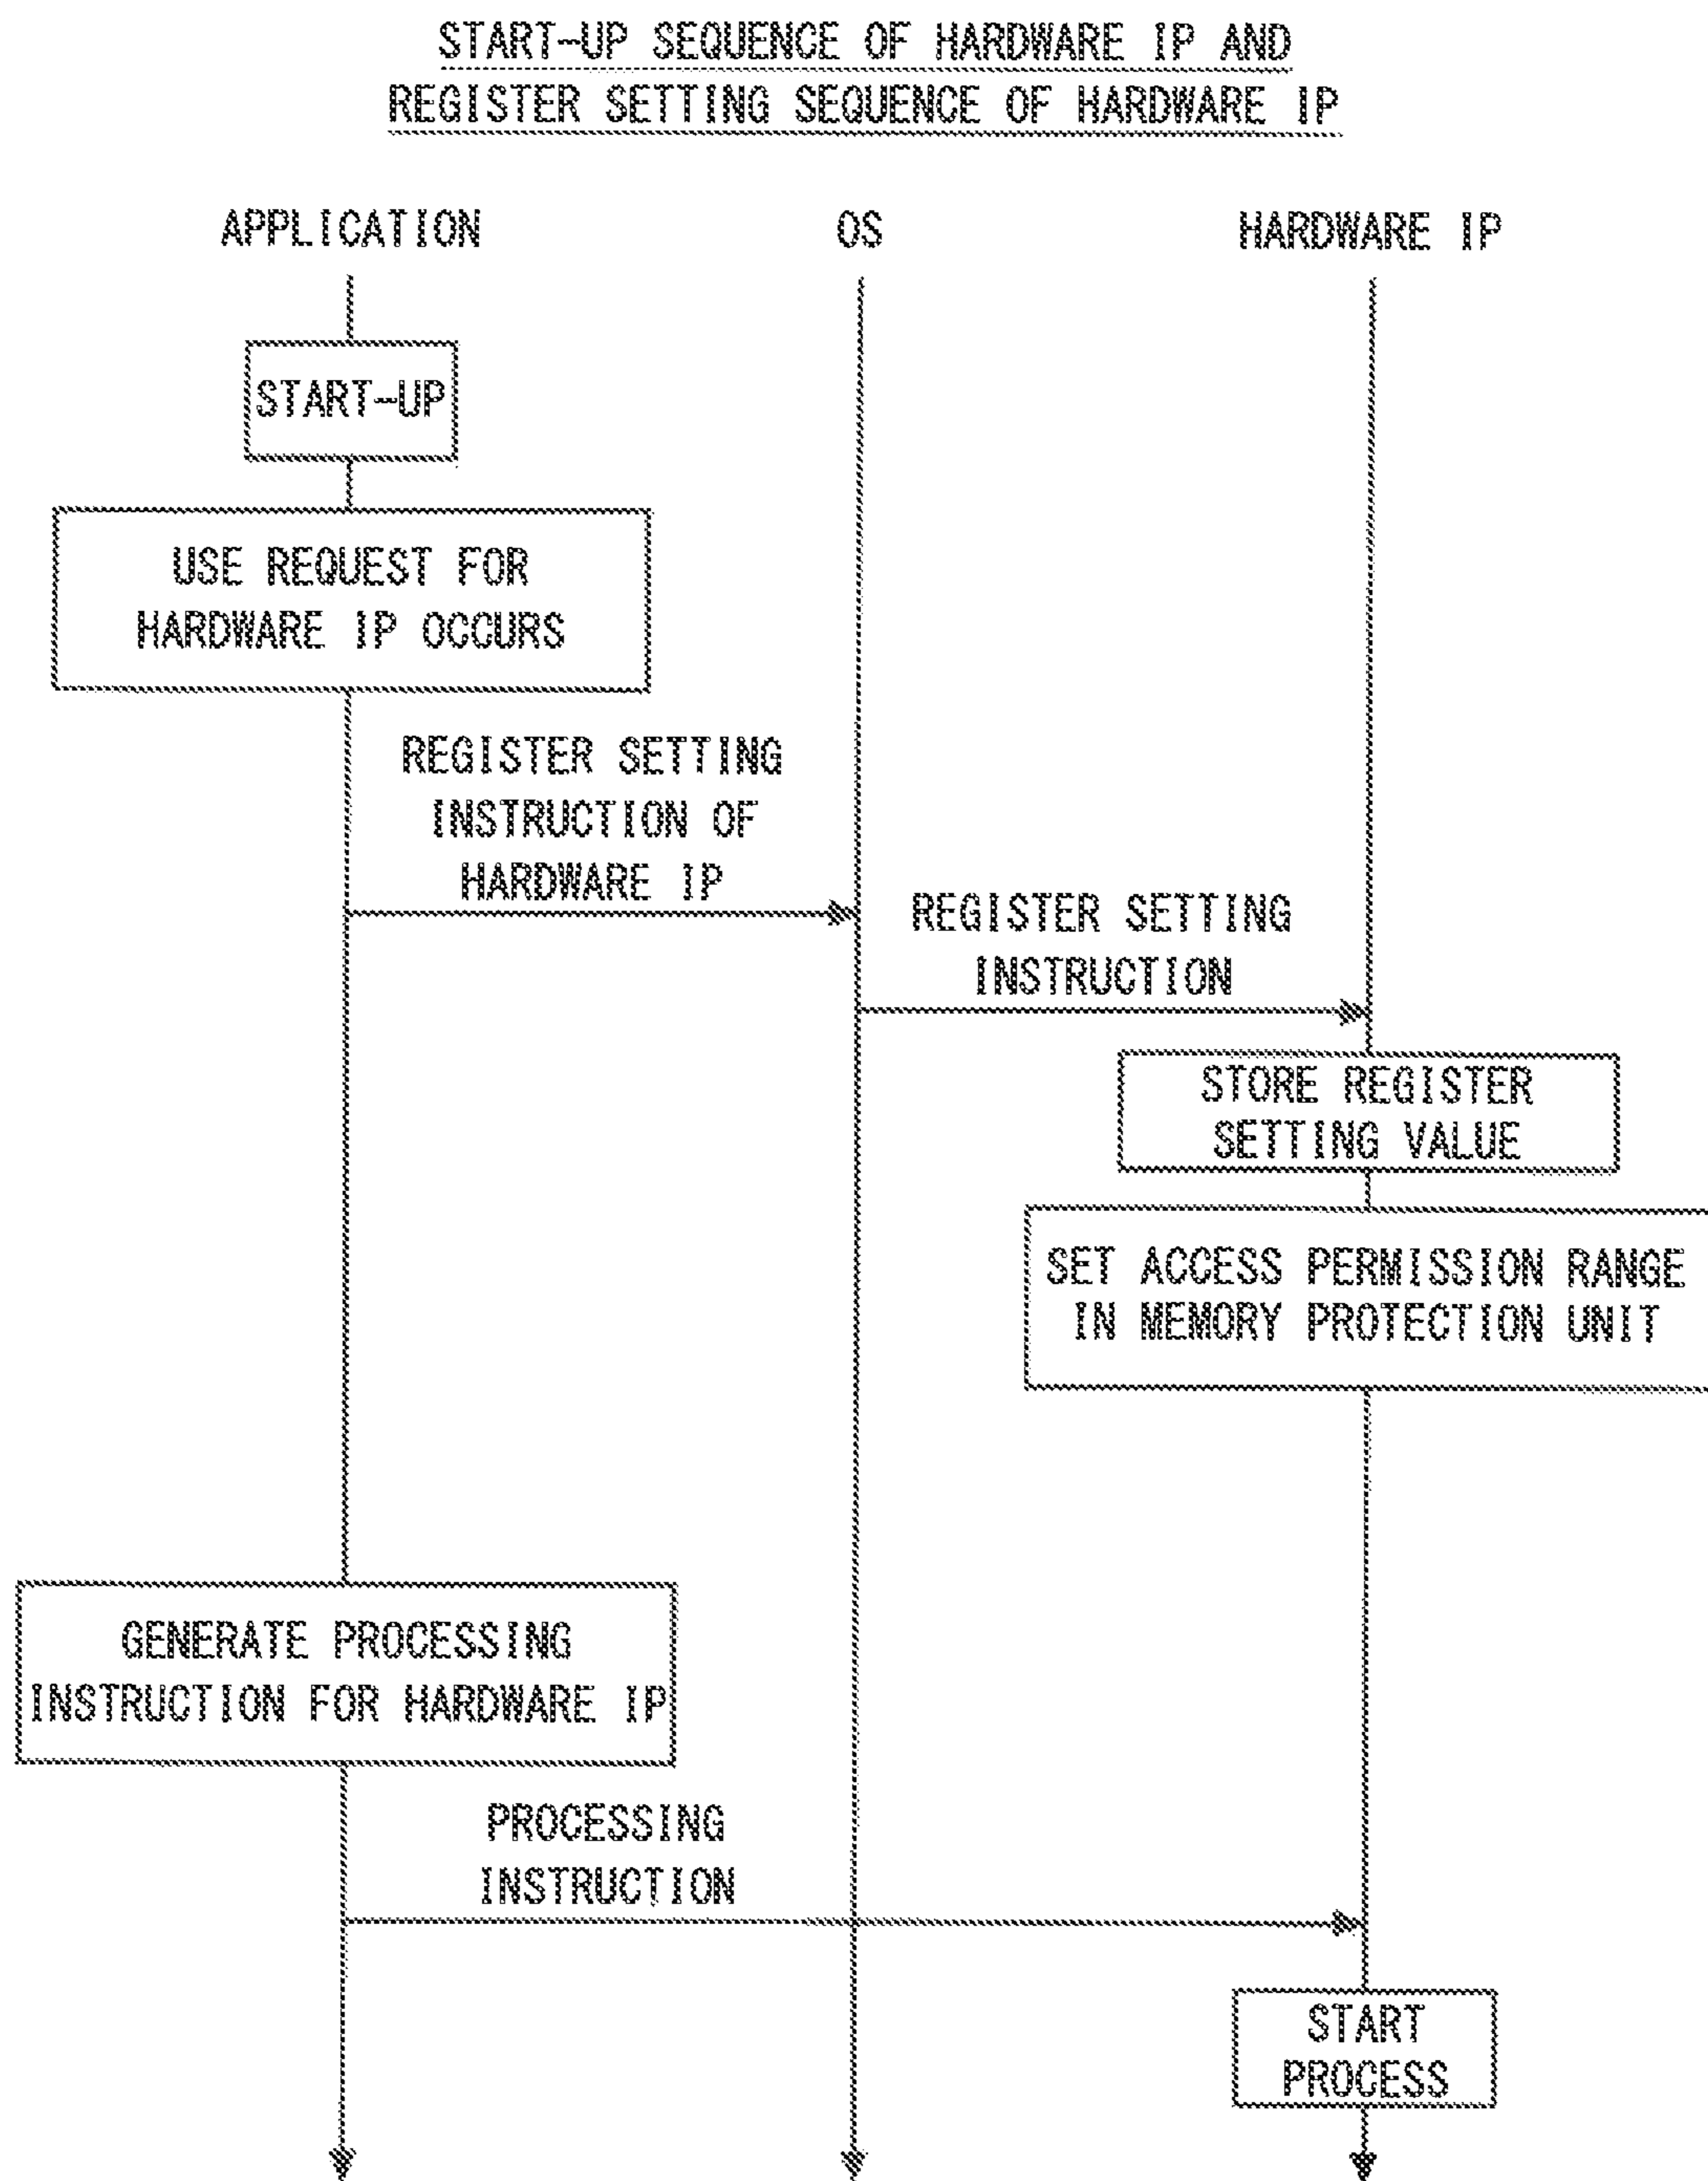 START-UP SEQUENCE OF HARDWARE IP AND
REGISTER SETTING SEQUENCE OF HARDWARE IP
APPLICATION
OS
HARDWARE IP
START-UP
USE REQUEST FOR
HARDWARE IP OCCURS
REGISTER SETTING
INSTRUCTION OF
HARDWARE IP
REGISTER SETTING
INSTRUCTION
STORE REGISTER
SETTING VALUE
SET ACCESS PERMISSION RANGE
IN MEMORY PROTECTION UNIT
GENERATE PROCESSING
INSTRUCTION FOR HARDWARE IP
PROCESSING
INSTRUCTION
START
PROCESS